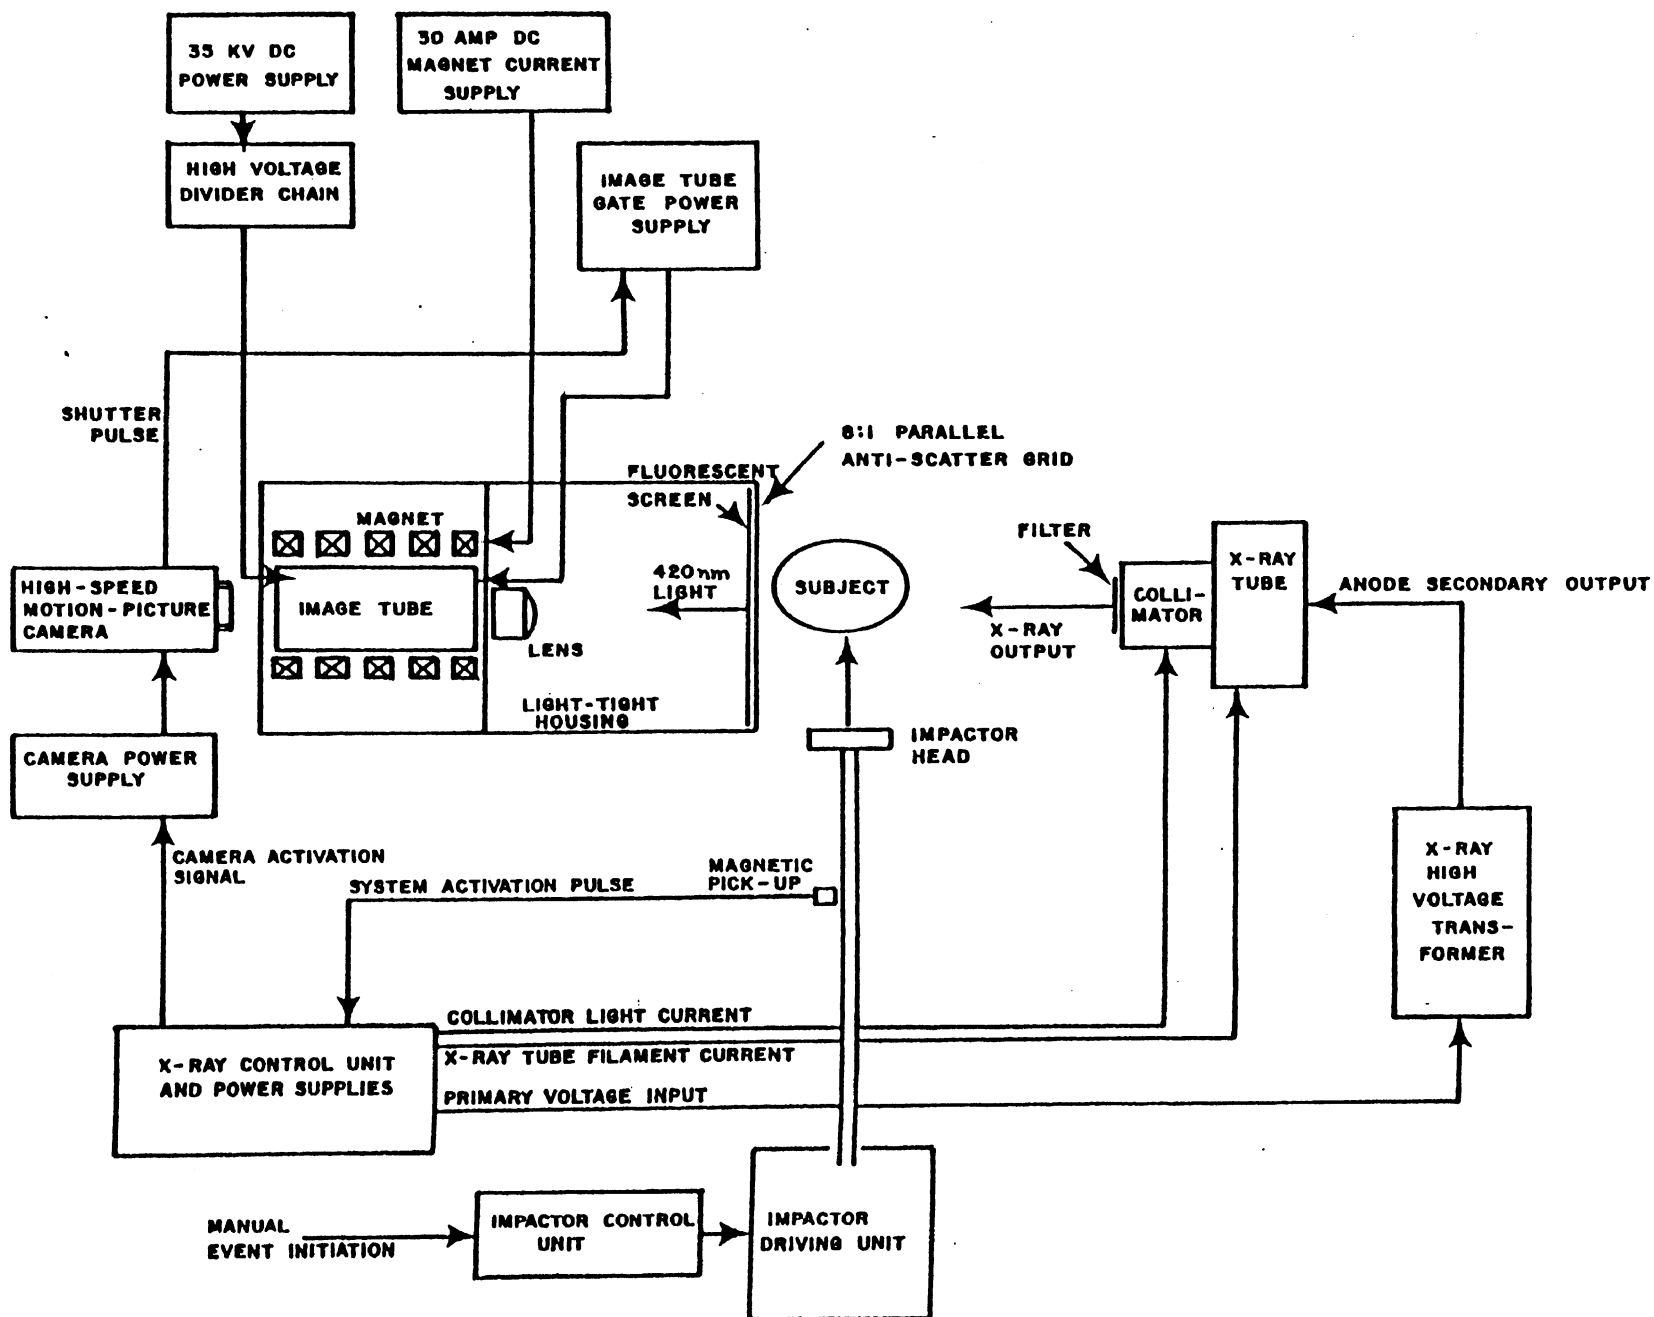 35 KV DC
POWER SUPPLY
30 AMP DC
MAGNET CURRENT
SUPPLY
HIGH VOLTAGE
DIVIDER CHAIN
IMAGE TUBE
GATE POWER
SUPPLY
SHUTTER
PULSE
8:1 PARALLEL
ANTI-SCATTER GRID
FLUORESCENT
SCREEN
MAGNET
FILTER
X-RAY
TUBE
420nm
LIGHT
SUBJECT
COLLI-
MATOR
ANODE SECONDARY OUTPUT
HIGH-SPEED
MOTION-PICTURE
CAMERA
IMAGE TUBE
LENS
X-RAY
OUTPUT
LIGHT-TIGHT
HOUSING
IMPACTOR
HEAD
CAMERA POWER
SUPPLY
CAMERA ACTIVATION
SIGNAL
MAGNETIC
PICK-UP
SYSTEM ACTIVATION PULSE
X-RAY
HIGH
VOLTAGE
TRANS-
FORMER
COLLIMATOR LIGHT CURRENT
X-RAY TUBE FILAMENT CURRENT
X-RAY CONTROL UNIT
AND POWER SUPPLIES
PRIMARY VOLTAGE INPUT
MANUAL
EVENT INITIATION
IMPACTOR CONTROL
UNIT
IMPACTOR
DRIVING UNIT